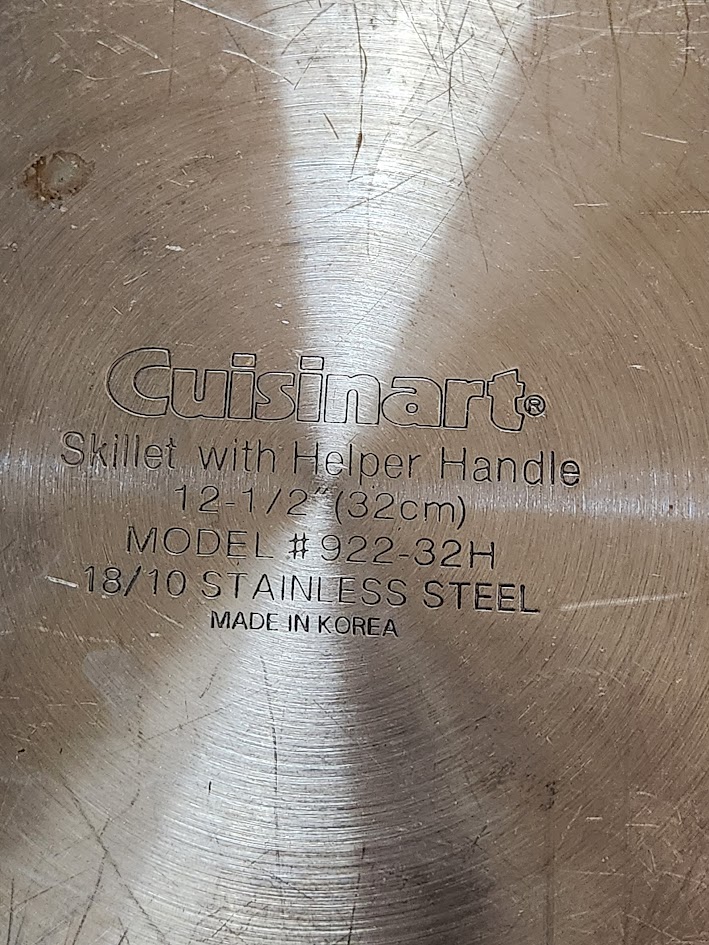 Cuisinart®
Skillet with Helper Handle
12-1/2"(32cm)
MODEL #922-32H
18/10 STAINLESS STEEL
MADE IN KOREA